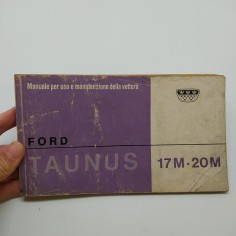 Manuale per uso e manutenzione della vettura
FORD
TAUNUS 17M·20M